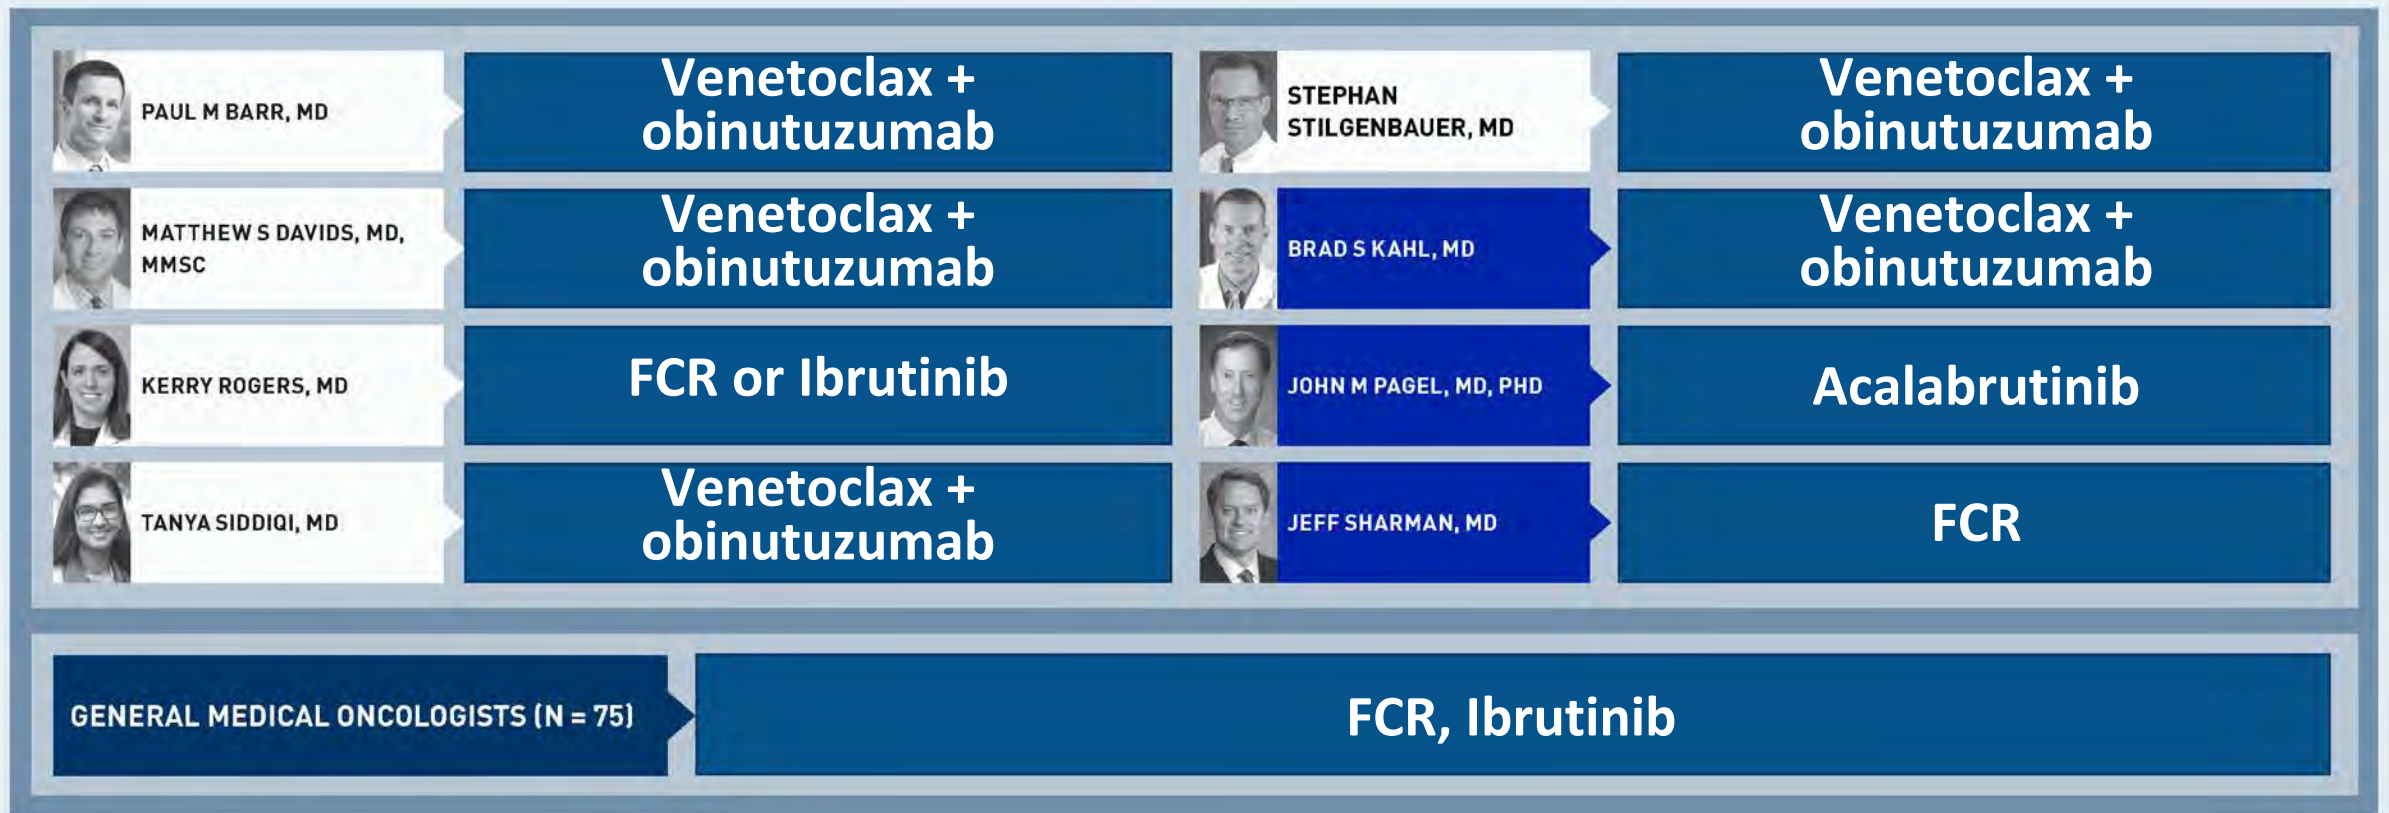 PAUL M BARR, MD
Venetoclax +
obinutuzumab
MATTHEW S DAVIDS, MD,
MMSC
Venetoclax +
obinutuzumab
KERRY ROGERS, MD
FCR or Ibrutinib
TANYA SIDDIQI, MD
Venetoclax +
obinutuzumab
STEPHAN
STILGENBAUER, MD
Venetoclax +
obinutuzumab
BRAD S KAHL, MD
Venetoclax +
obinutuzumab
JOHN M PAGEL, MD, PHD
Acalabrutinib
JEFF SHARMAN, MD
FCR
GENERAL MEDICAL ONCOLOGISTS (N = 75)
FCR, Ibrutinib